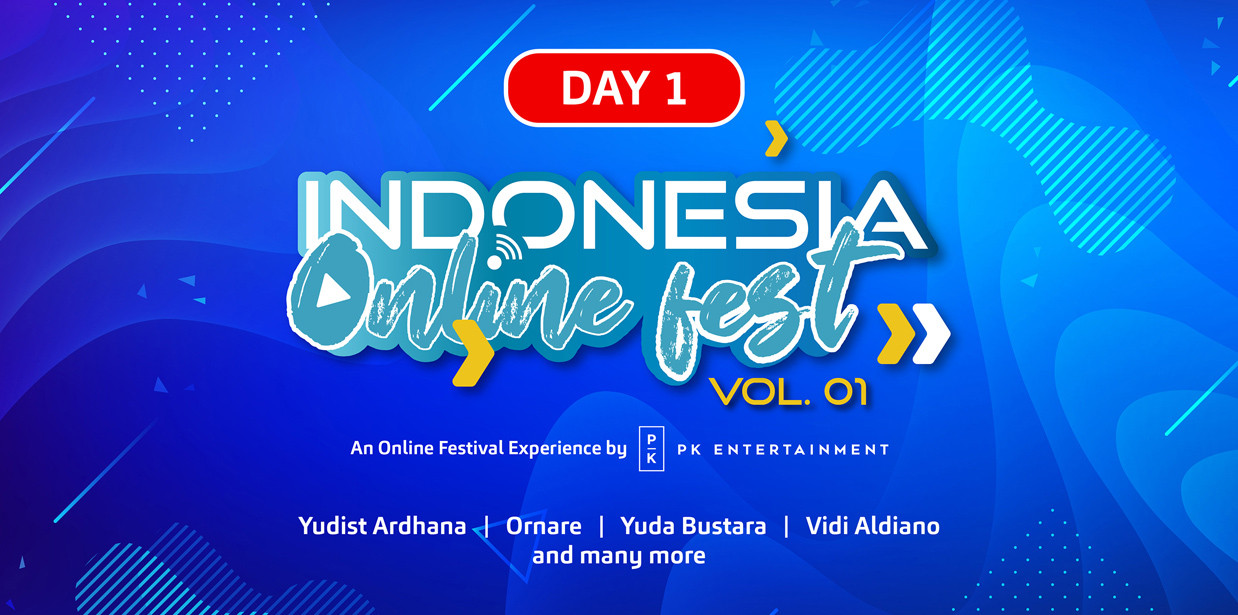 DAY 1
INDONESIA
Online fest
VOL. 01
An Online Festival Experience by P K PK ENTERTAINMENT
Yudist Ardhana | Ornare | Yuda Bustara | Vidi Aldiano
and many more